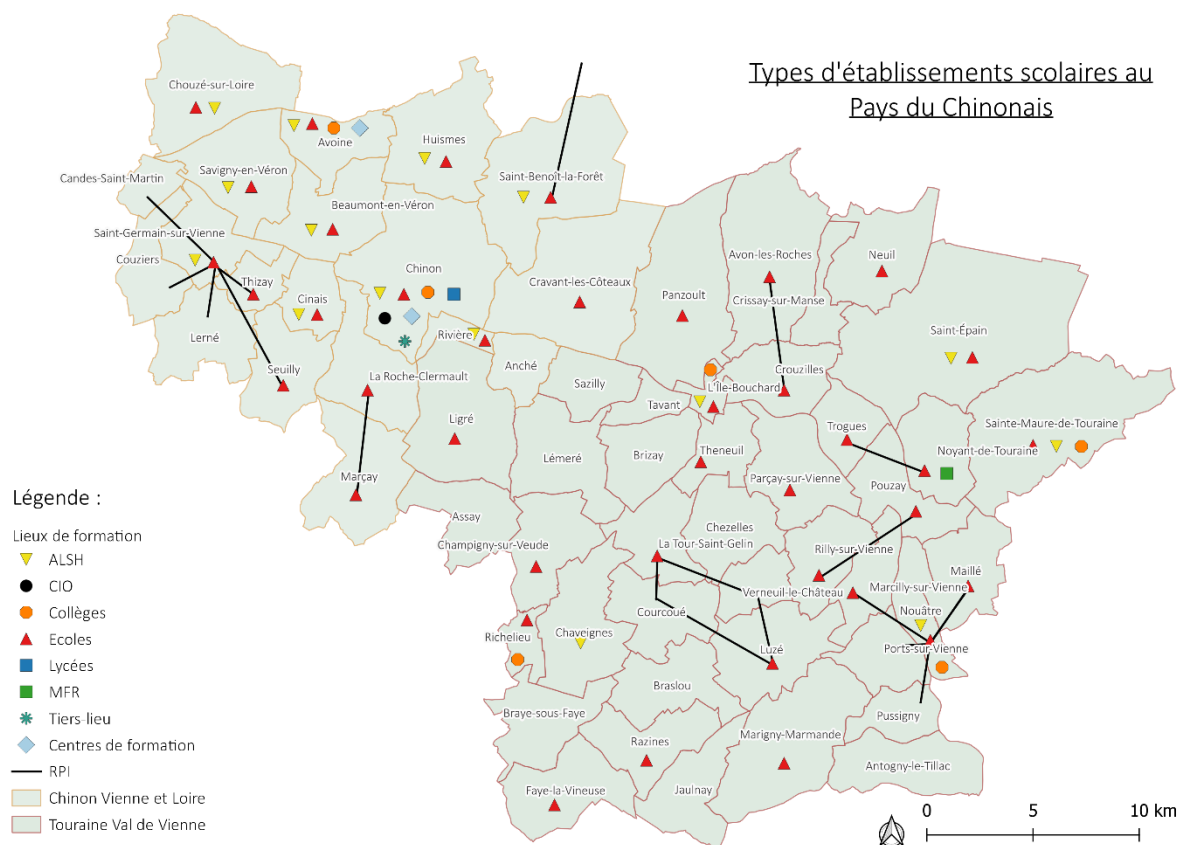 Types d'établissements scolaires au
Pays du Chinonais
Chouzé-sur-Loire
Avoine
Huismes
Savigny-en-Véron
Candes-Saint-Martin
Saint-Benoît-la-Forêt
Beaumont-en-Véron
Saint-Germain-sur-Vienne
Couziers
Thizay
Chinon
Cinais
Avon-les-Roches
Neuil
Cravant-les-Côteaux
Panzoult
Crissay-sur-Manse
Lerné
Rivière
Saint-Épain
Seuilly
La Roche-Clermault
Anché
Sazilly
Crouzilles
L'Île-Bouchard
Tavant
Ligré
Trogues
Sainte-Maure-de-Touraine
Noyant-de-Touraine
Lémeré
Brizay
Theneuil
Marçay
Parçay-sur-Vienne
Pouzay
Assay
Chezelles
Champigny-sur-Veude
La Tour-Saint-Gelin
Rilly-sur-Vienne
Maillé
Marcilly-sur-Vienne
Verneuil-le-Château
Nouâtre
Courcoué
Richelieu
Chaveignes
Luzé
Ports-sur-Vienne
Braslou
Braye-sous-Faye
Pussigny
Razines
Marigny-Marmande
Antogny-le-Tillac
Faye-la-Vineuse
Jaulnay
Légende :
Lieux de formation
ALSH
CIO
Collèges
Ecoles
Lycées
MFR
Tiers-lieu
Centres de formation
RPI
Chinon Vienne et Loire
Touraine Val de Vienne
0 5 10 km